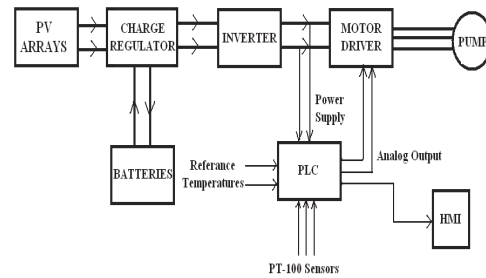 PV
ARRAYS
CHARGE
REGULATOR
INVERTER
MOTOR
DRIVER
PUMP
Power
Supply
BATTERIES
Referance
Temperatures
PLC
Analog Output
HMI
PT-100 Sensors